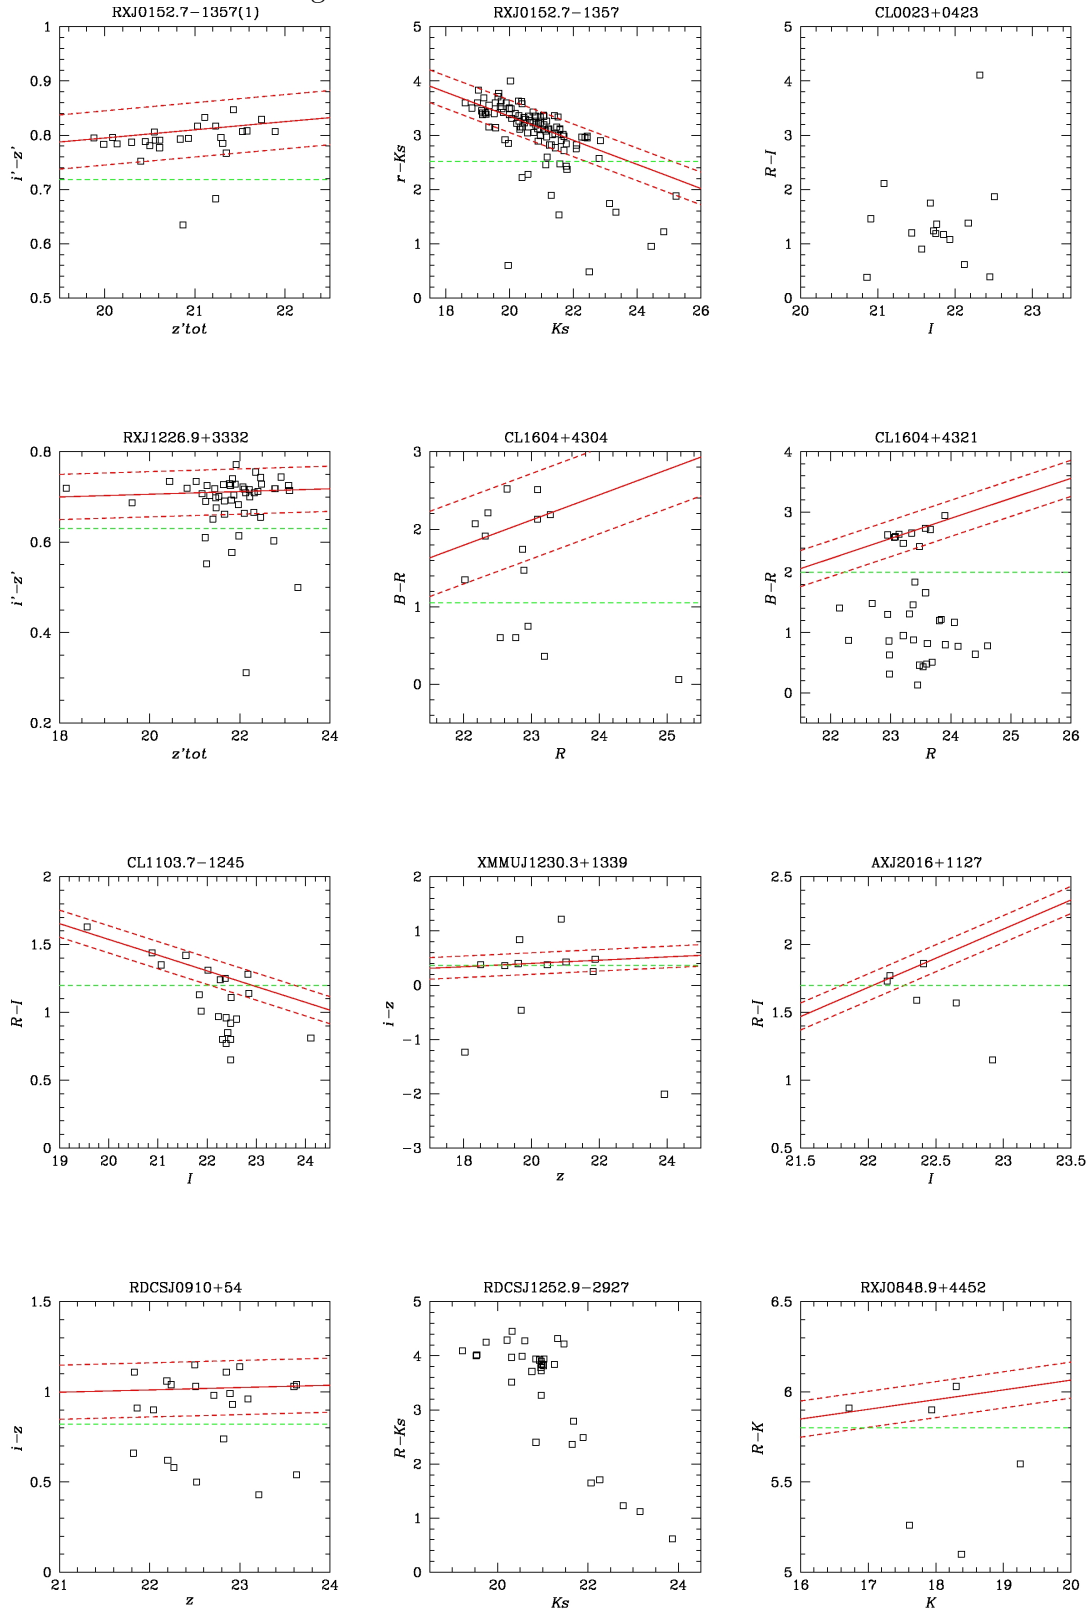 RXJ0152.7−1357(1)
1
0.9
0.8
0.7
0.6
0.5
i'−z'
20 21 22
z'tot
RXJ0152.7−1357
5
4
3
2
1
0
r−Ks
18 20 22 24 26
Ks
CL0023+0423
5
4
3
2
1
0
R−I
20 21 22 23
I
RXJ1226.9+3332
0.8
0.6
0.4
0.2
i'−z'
18 20 22 24
z'tot
CL1604+4304
3
2
1
0
B−R
22 23 24 25
R
CL1604+4321
4
3
2
1
0
B−R
22 23 24 25 26
R
CL1103.7−1245
2
1.5
1
0.5
0
R−I
19 20 21 22 23 24
I
XMMUJ1230.3+1339
2
1
0
−1
−2
−3
i−z
18 20 22 24
z
AXJ2016+1127
2.5
2
1.5
1
0.5
R−I
21.5 22 22.5 23 23.5
I
RDCSJ0910+54
1.5
1
0.5
0
i−z
21 22 23 24
z
RDCSJ1252.9−2927
5
4
3
2
1
0
R−Ks
20 21 22 23 24
Ks
RXJ0848.9+4452
6.5
6
5.5
5
R−K
16 17 18 19 20
K